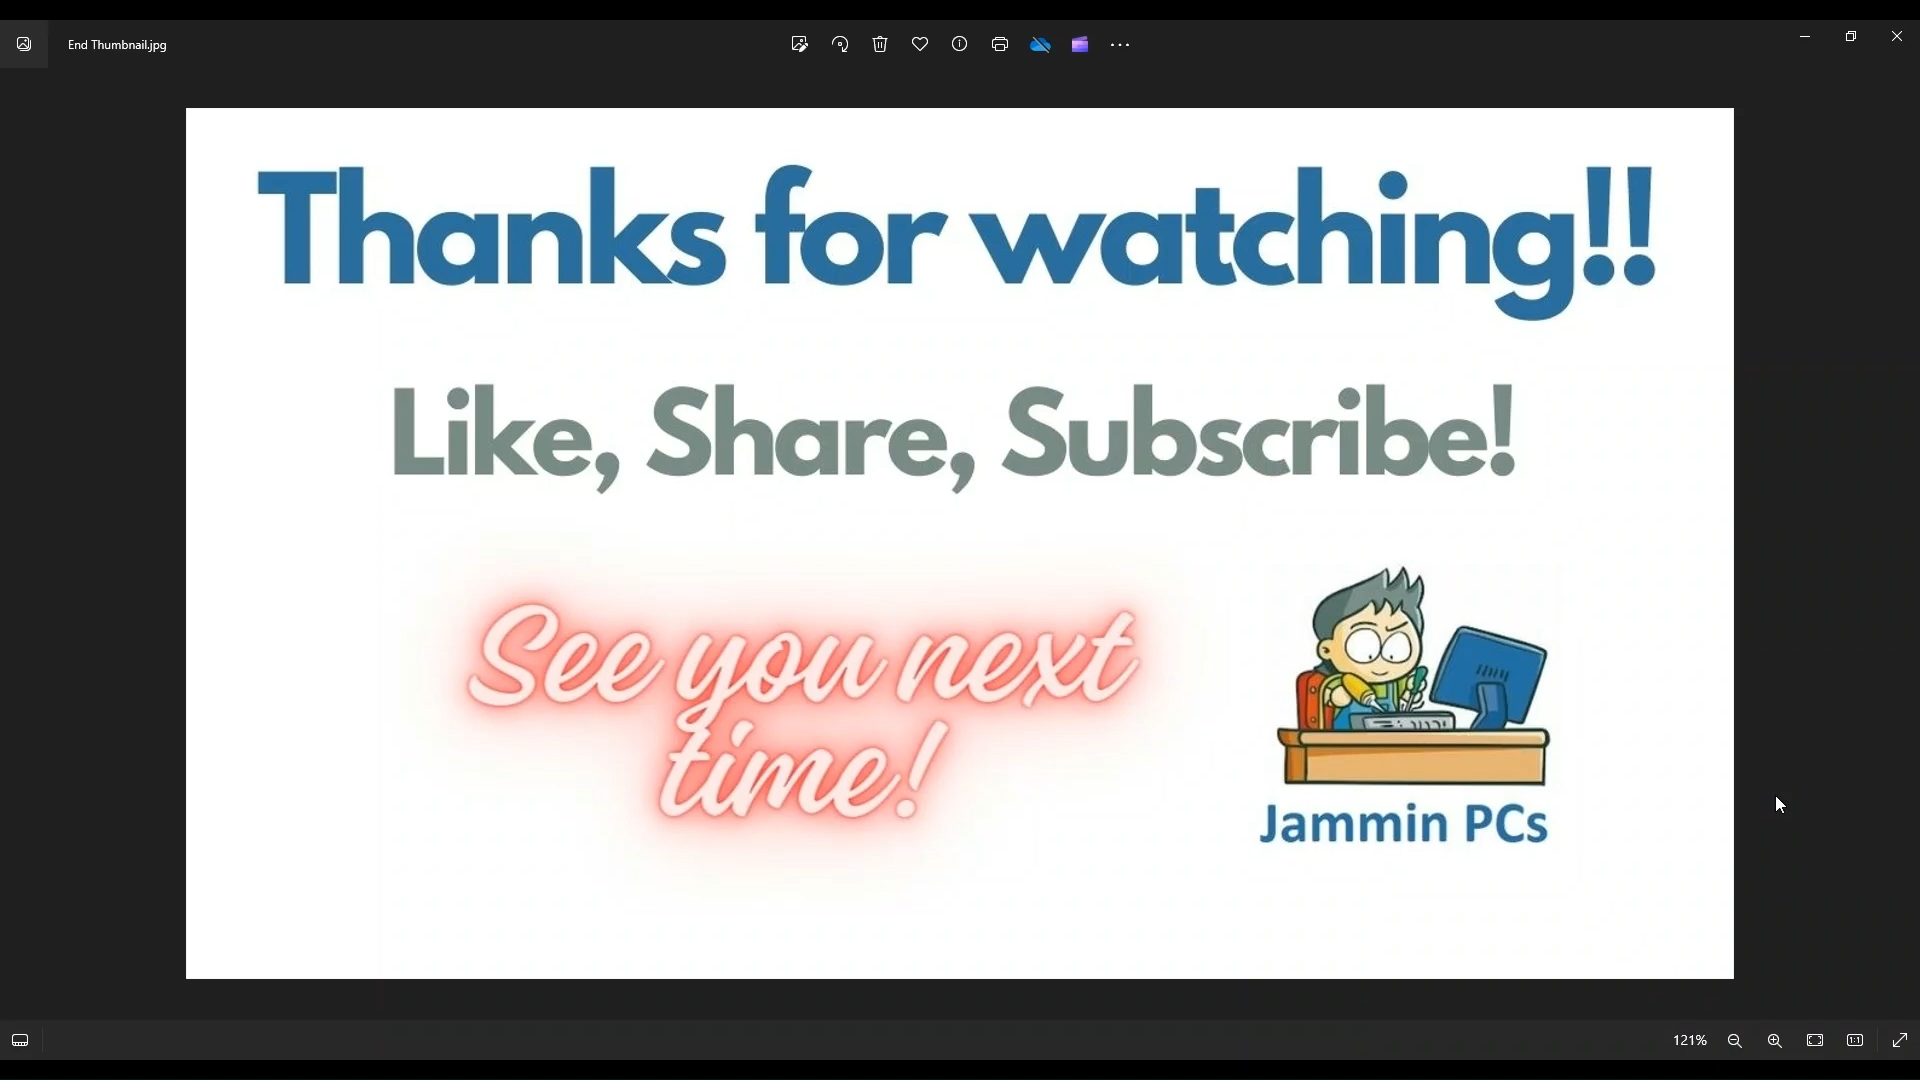 End Thumbnail.jpg
Thanks for watching!!
Like, Share, Subscribe!
See you next
time!
Jammin PCs
121%